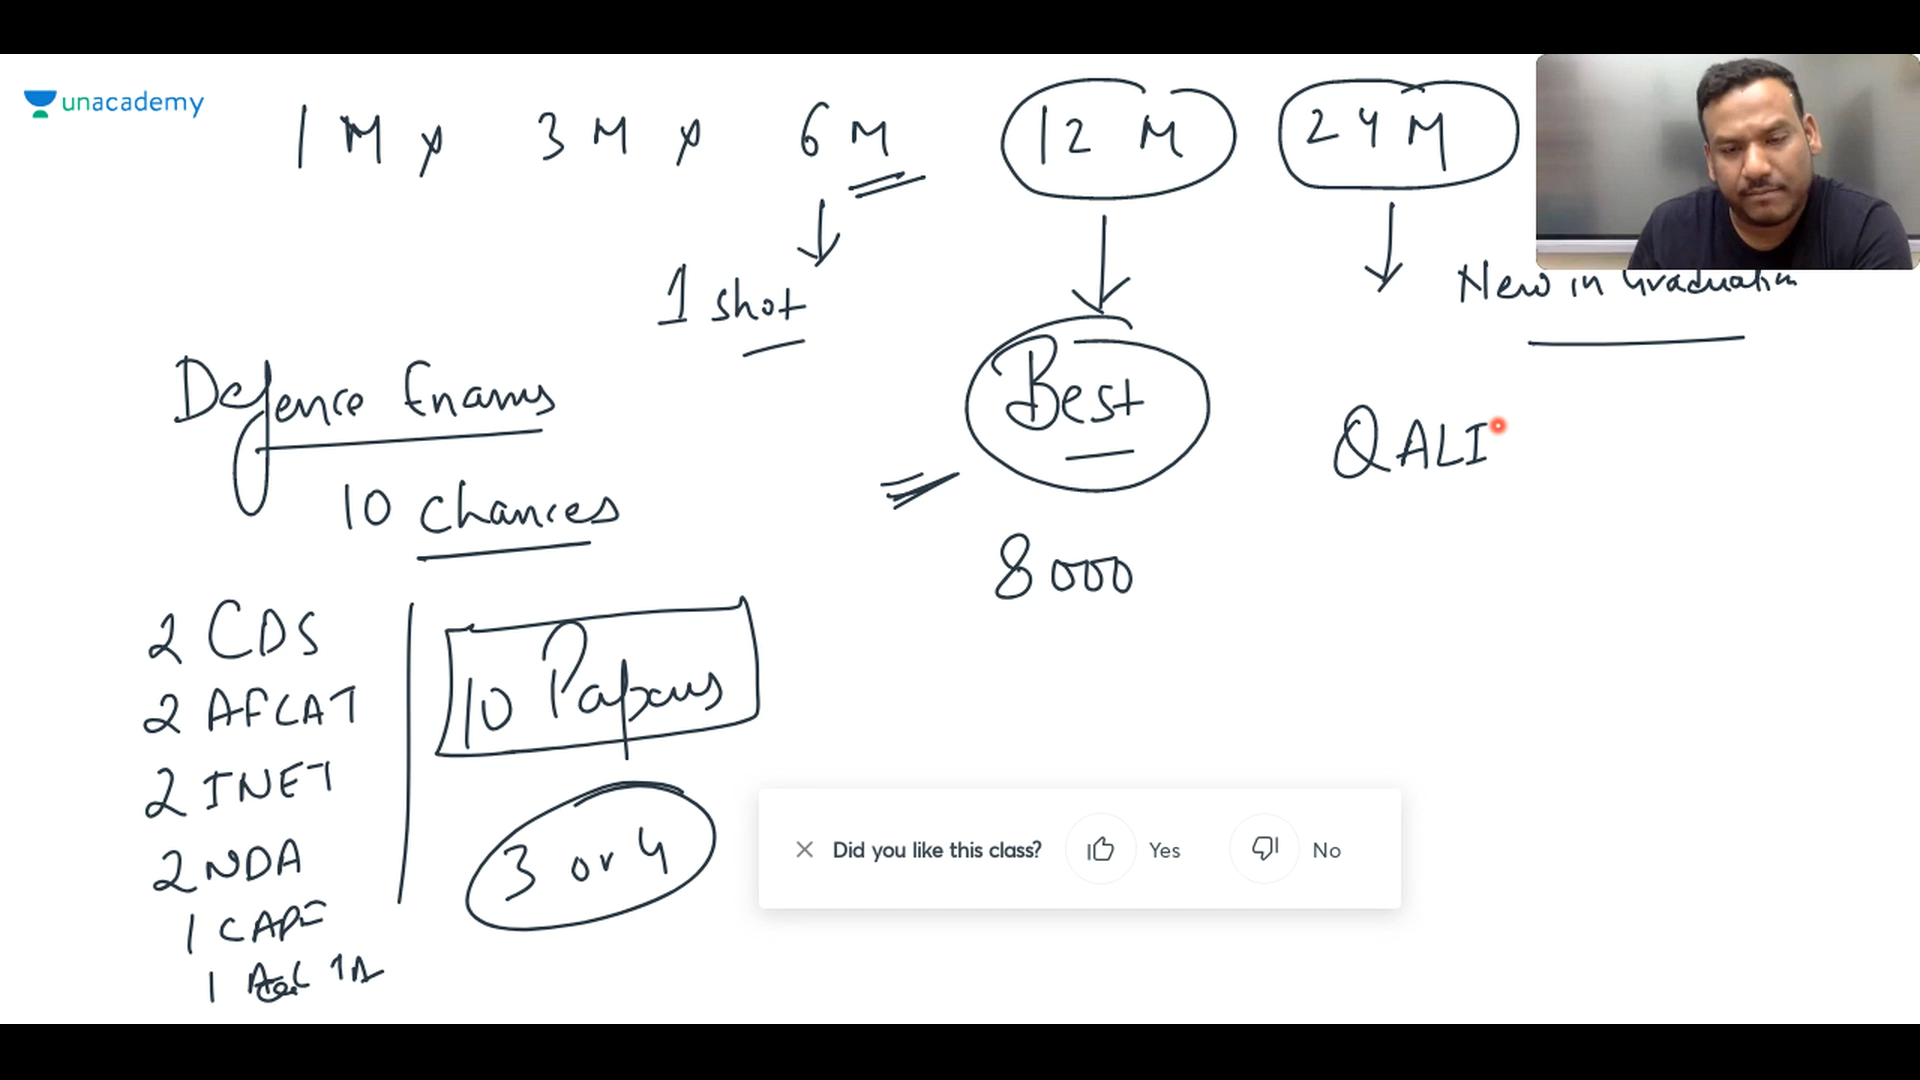 unacademy
1 M x 3 M x 6 M 12 M 24 M
1 shot
New in Graduation
Best
Defence Exams
QALI
10 chances
8000
2 CDS
2 AFCAT
10 Papers
2 INET
2 NDA
3 or 4
1 CAPF
Did you like this class? Yes No
1